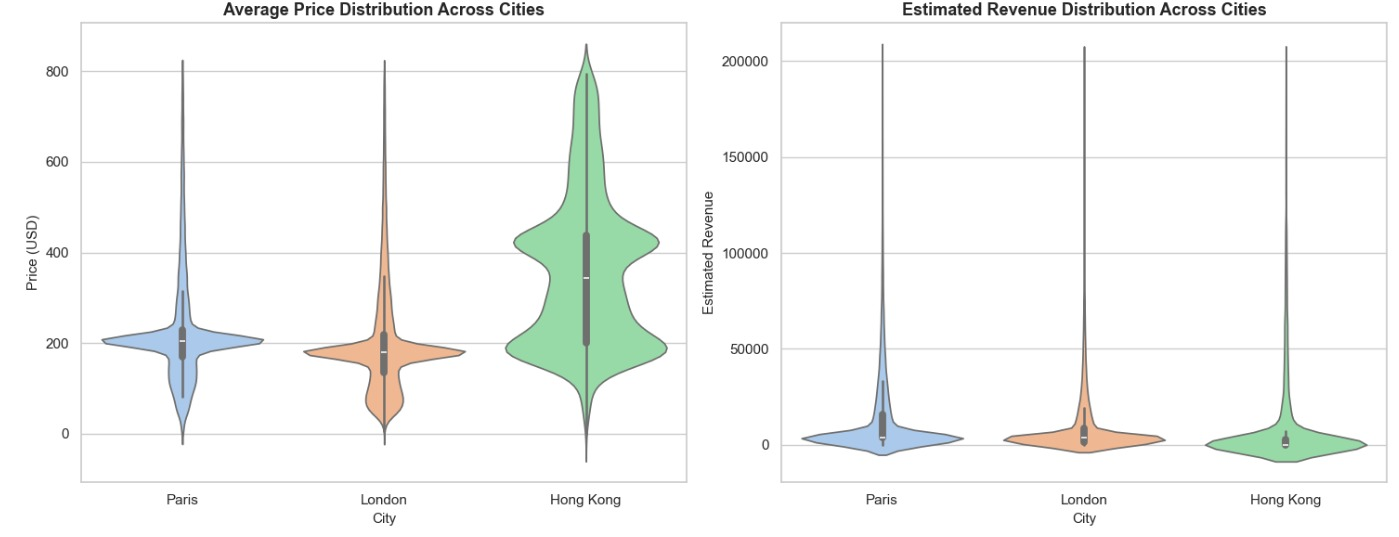 Average Price Distribution Across Cities
800
600
400
200
0
Price (USD)
Paris
London
Hong Kong
City
Estimated Revenue Distribution Across Cities
200000
150000
100000
50000
0
Estimated Revenue
Paris
London
Hong Kong
City